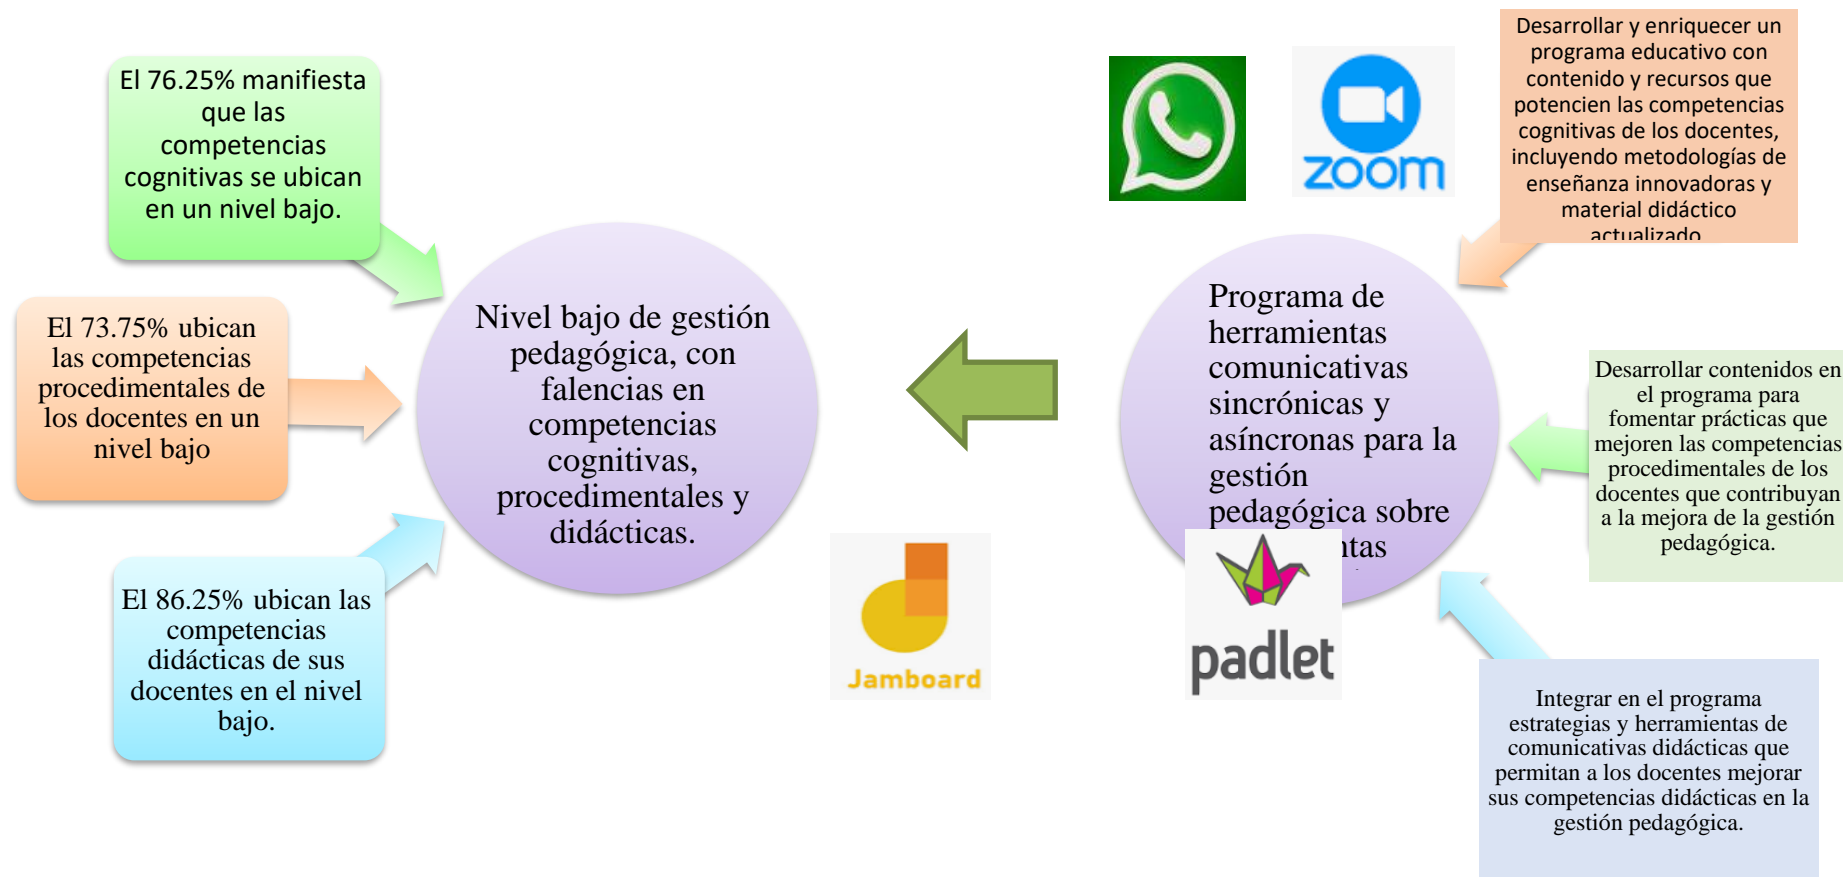 El 76.25% manifiesta
que las
competencias
cognitivas se ubican
en un nivel bajo.
El 73.75% ubican
las competencias
procedimentales de
los docentes en un
nivel bajo
El 86.25% ubican las
competencias
didácticas de sus
docentes en el nivel
bajo.
Nivel bajo de gestión
pedagógica, con
falencias en
competencias
cognitivas,
procedimentales y
didácticas.
Jamboard
zoom
Programa de
herramientas
comunicativas
sincrónicas y
asíncronas para la
gestión
pedagógica sobre
padlet
Desarrollar y enriquecer un
programa educativo con
contenido y recursos que
potencien las competencias
cognitivas de los docentes,
incluyendo metodologías de
enseñanza innovadoras y
material didáctico
actualizado
Desarrollar contenidos en
el programa para
fomentar prácticas que
mejoren las competencias
procedimentales de los
docentes que contribuyan
a la mejora de la gestión
pedagógica.
Integrar en el programa
estrategias y herramientas de
comunicativas didácticas que
permitan a los docentes mejorar
sus competencias didácticas en la
gestión pedagógica.